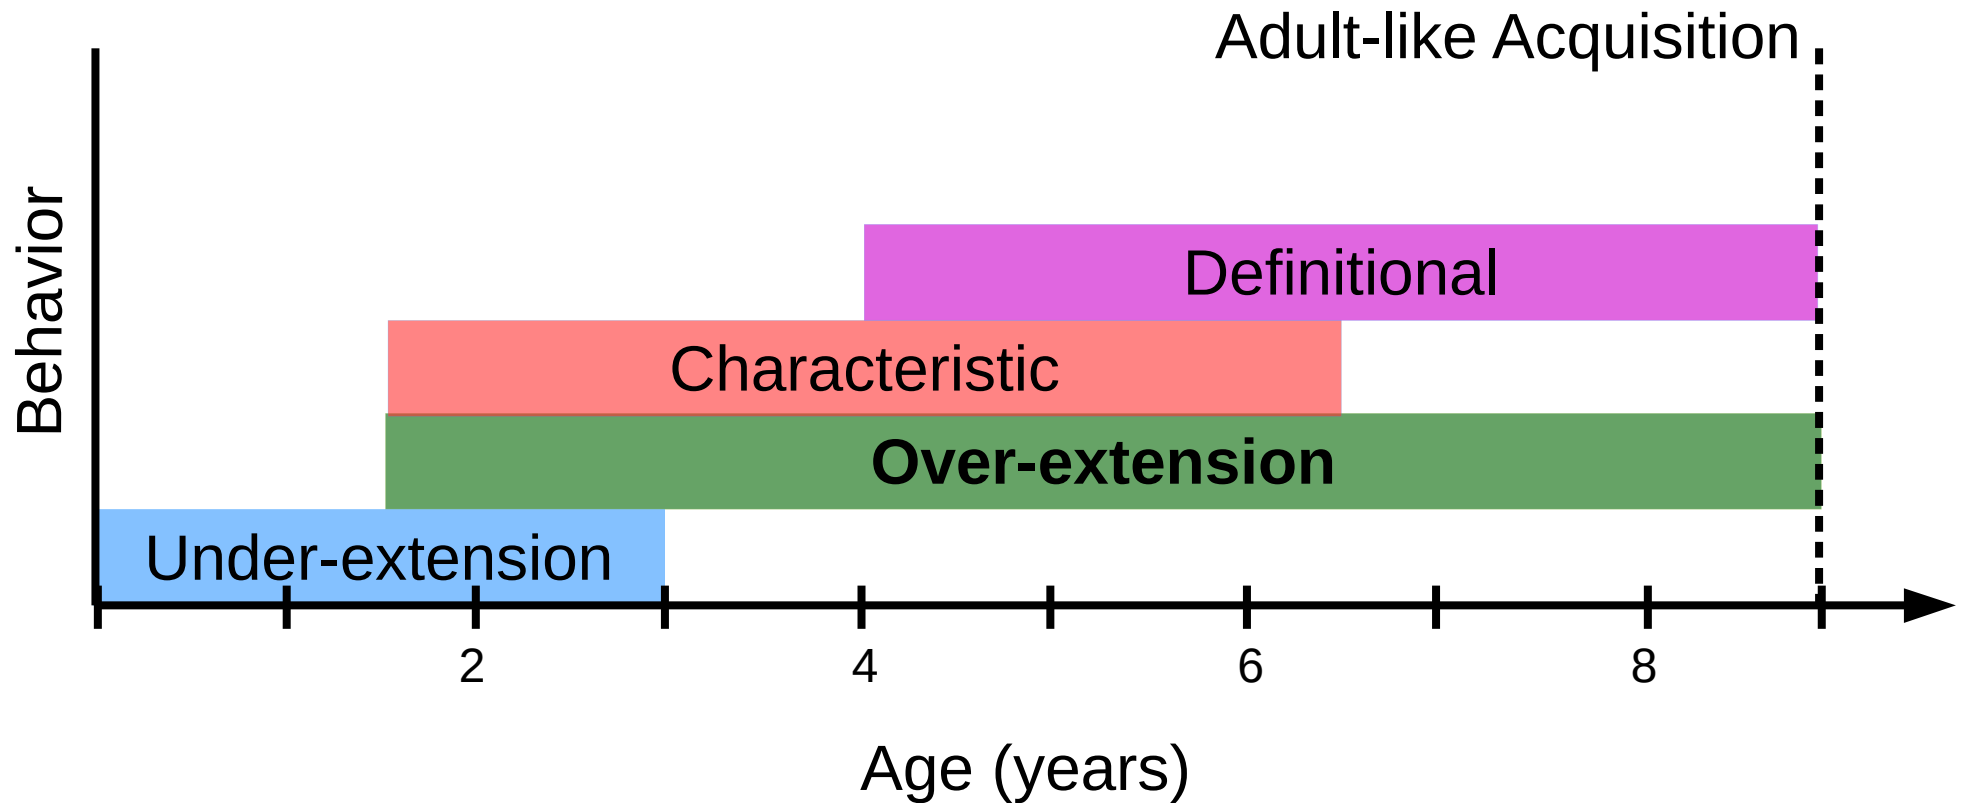 Adult-like Acquisition
Behavior
Definitional
Characteristic
Over-extension
Under-extension
2 4 6 8
Age (years)